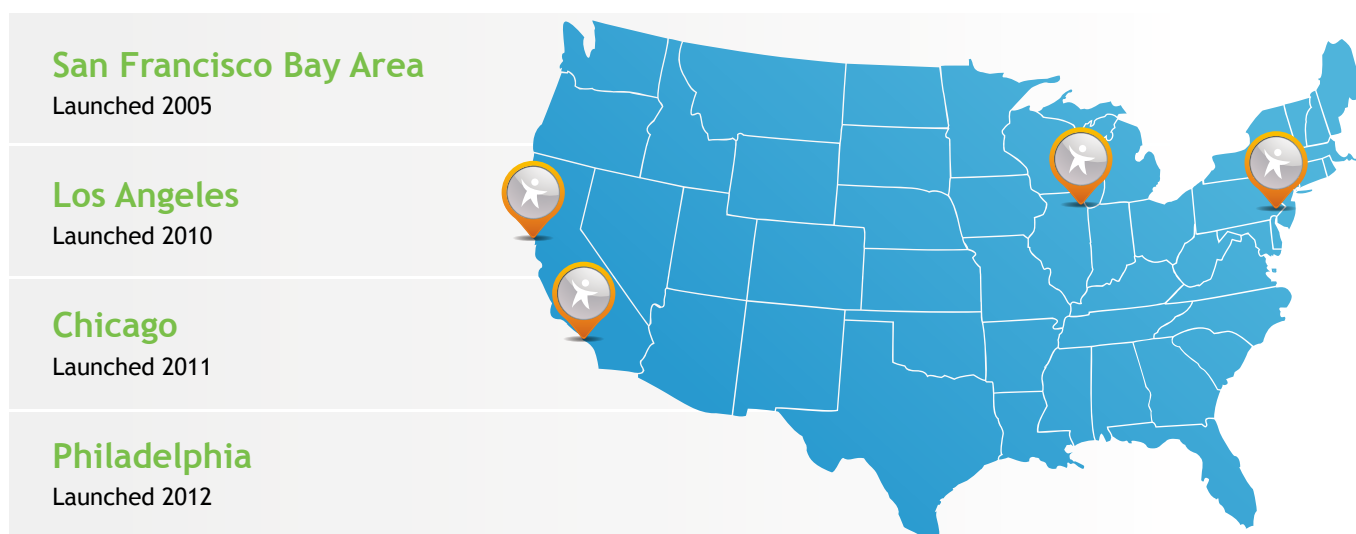 San Francisco Bay Area
Launched 2005
Los Angeles
Launched 2010
Chicago
Launched 2011
Philadelphia
Launched 2012